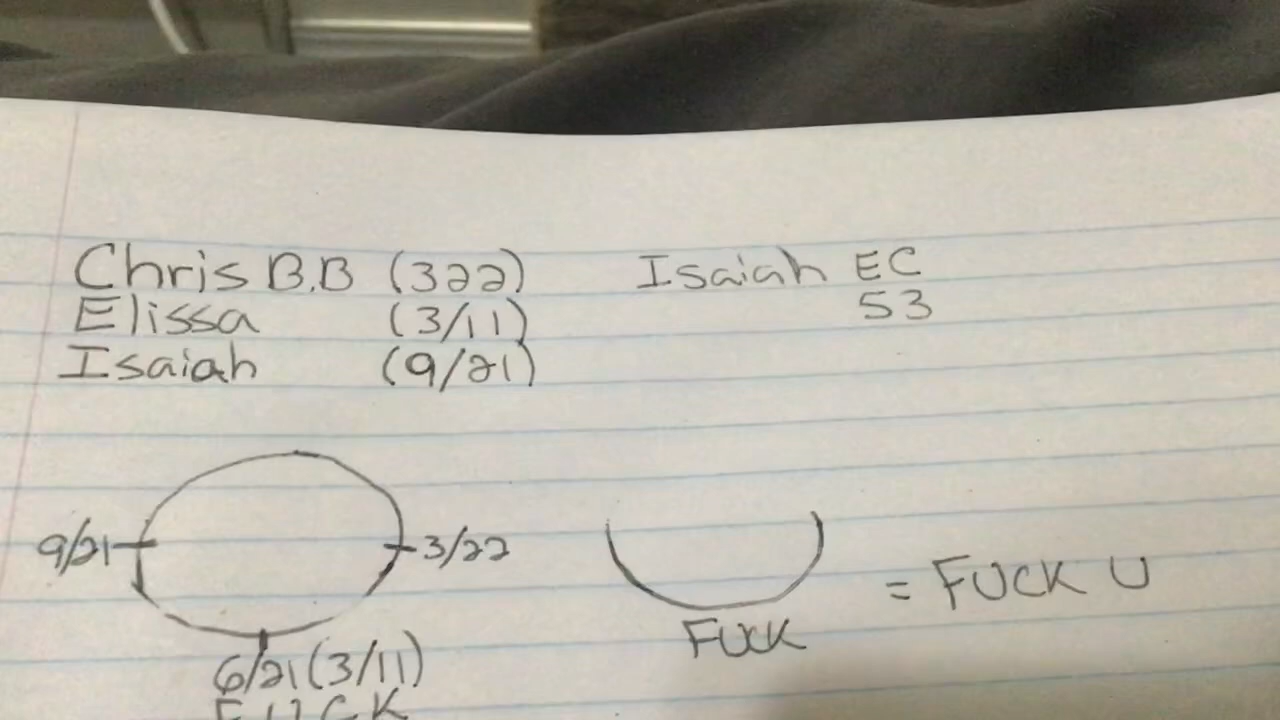 Chris B.B (322) Isaiah EC
Elissa (3/11) 53
Isaiah (9/21)
9/21 3/22
= FUCK U
FUCK
6/21 (3/11)
FUCK